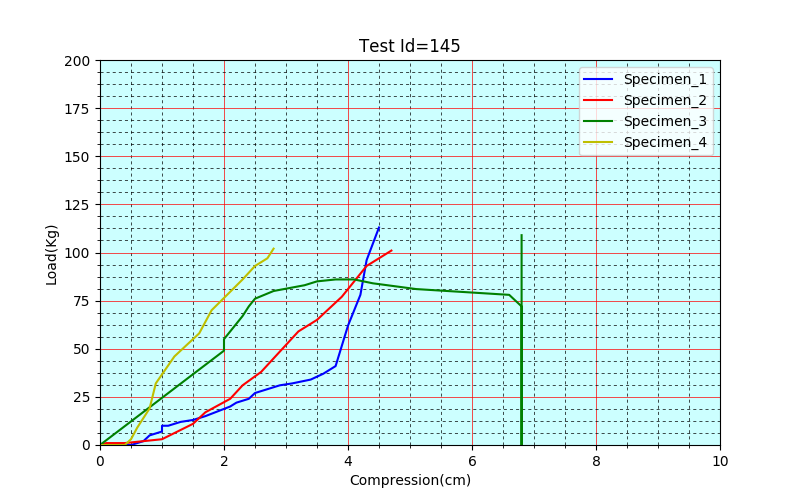 Test Id=145
200
175
150
125
100
75
50
25
0
Load(Kg)
Specimen_1
Specimen_2
Specimen_3
Specimen_4
0 2 4 6 8 10
Compression(cm)